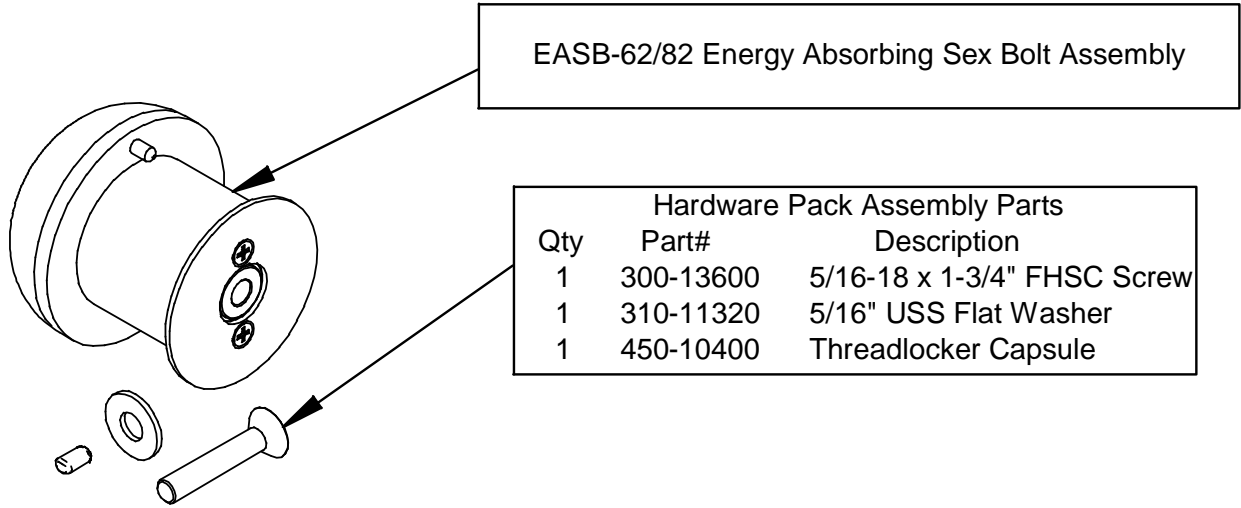 EASB-62/82 Energy Absorbing Sex Bolt Assembly
Hardware Pack Assembly Parts
Qty Part# Description
1 300-13600 5/16-18 x 1-3/4" FHSC Screw
1 310-11320 5/16" USS Flat Washer
1 450-10400 Threadlocker Capsule